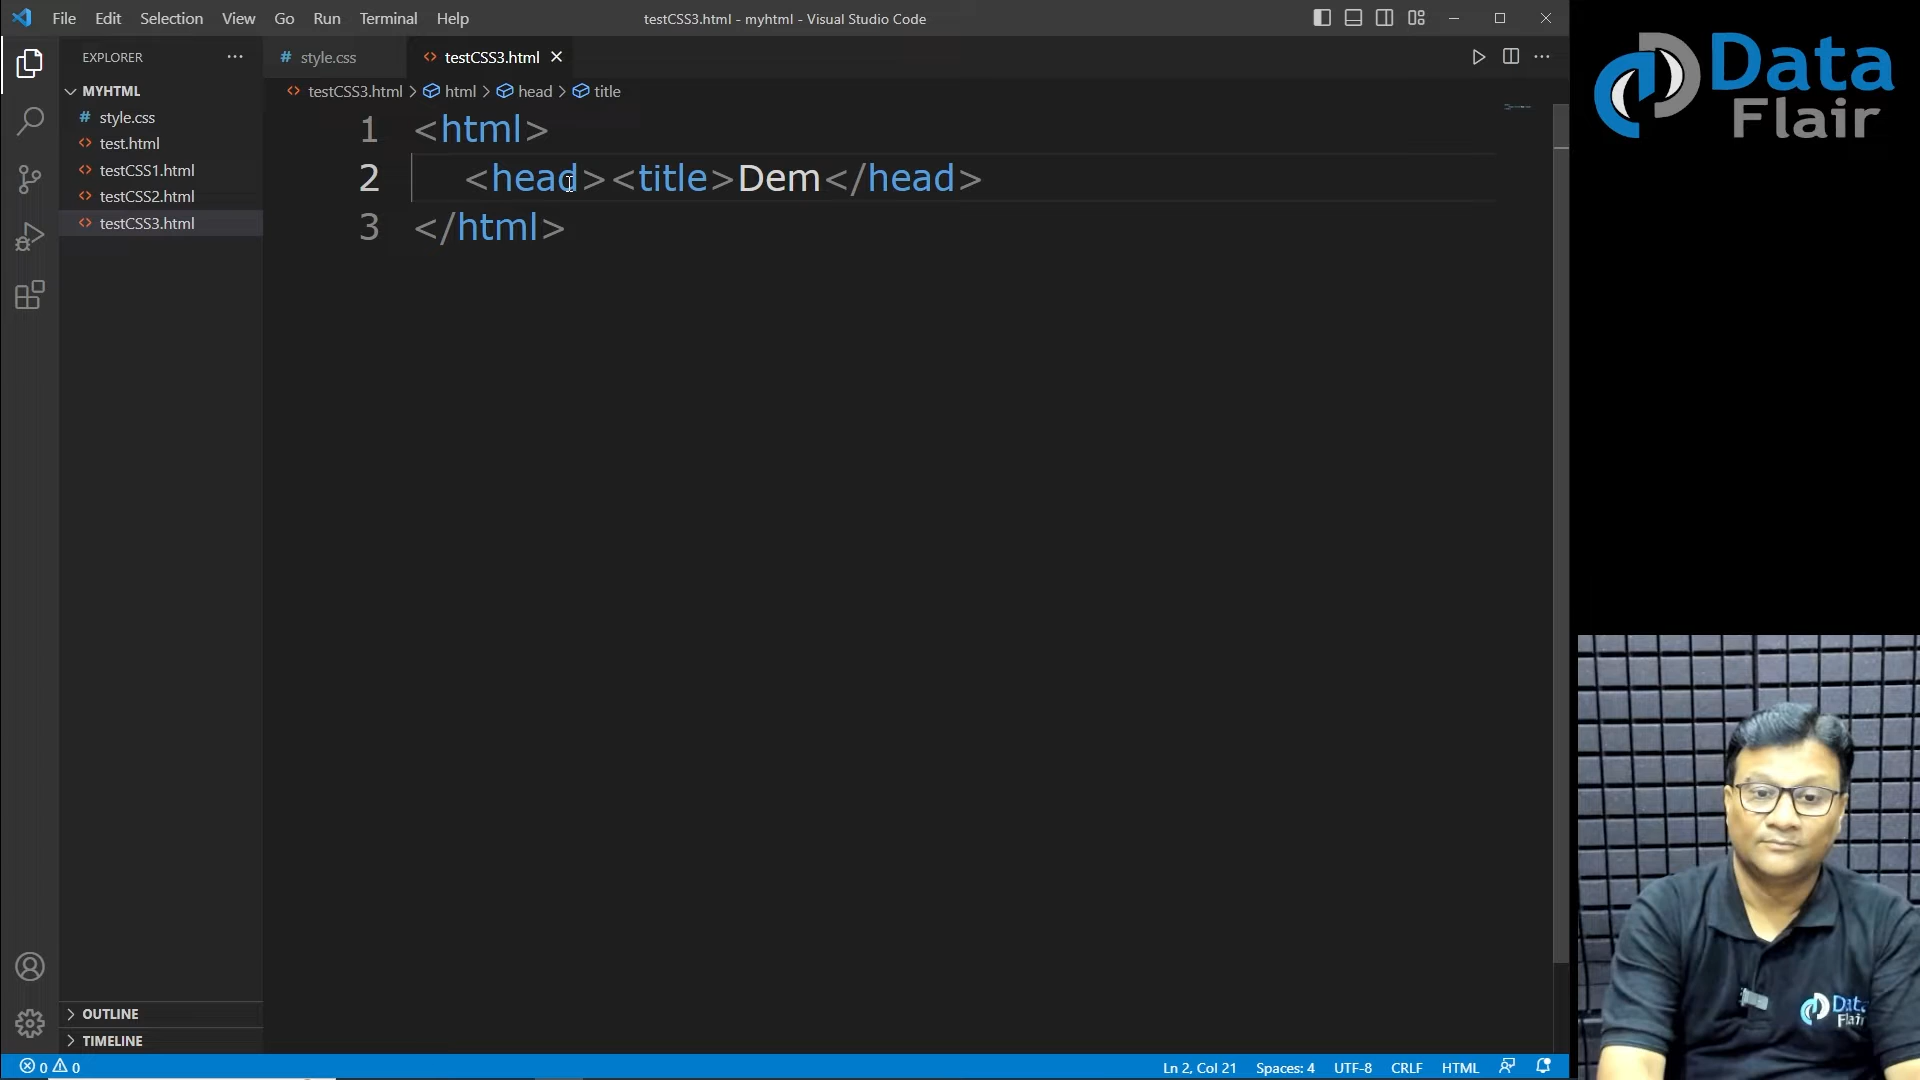 File Edit Selection View Go Run Terminal Help
testCSS3.html - myhtml - Visual Studio Code
EXPLORER
MYHTML
# style.css
<> test.html
<> testCSS1.html
<> testCSS2.html
<> testCSS3.html
OUTLINE
TIMELINE
# style.css
<> testCSS3.html
<> testCSS3.html > html > head > title
1 <html>
2 <head><title>Dem</head>
3 </html>
0 0
Ln 2, Col 21 Spaces: 4 UTF-8 CRLF HTML
Data
Flair
Data
Flair